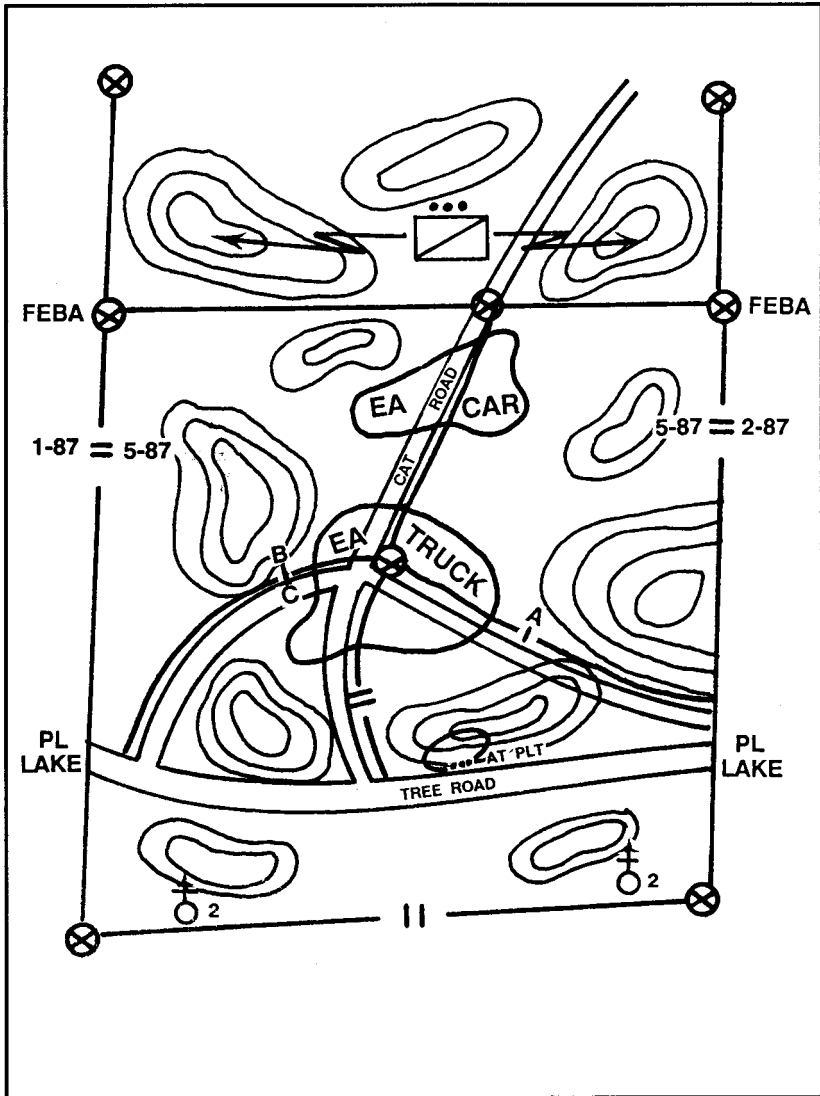 FEBA
FEBA
EA
ROAD
CAR
1-87
5-87
5-87
2-87
CAT
EA
TRUCK
B
C
A
PL
LAKE
AT PLT
PL
LAKE
TREE ROAD
2
2